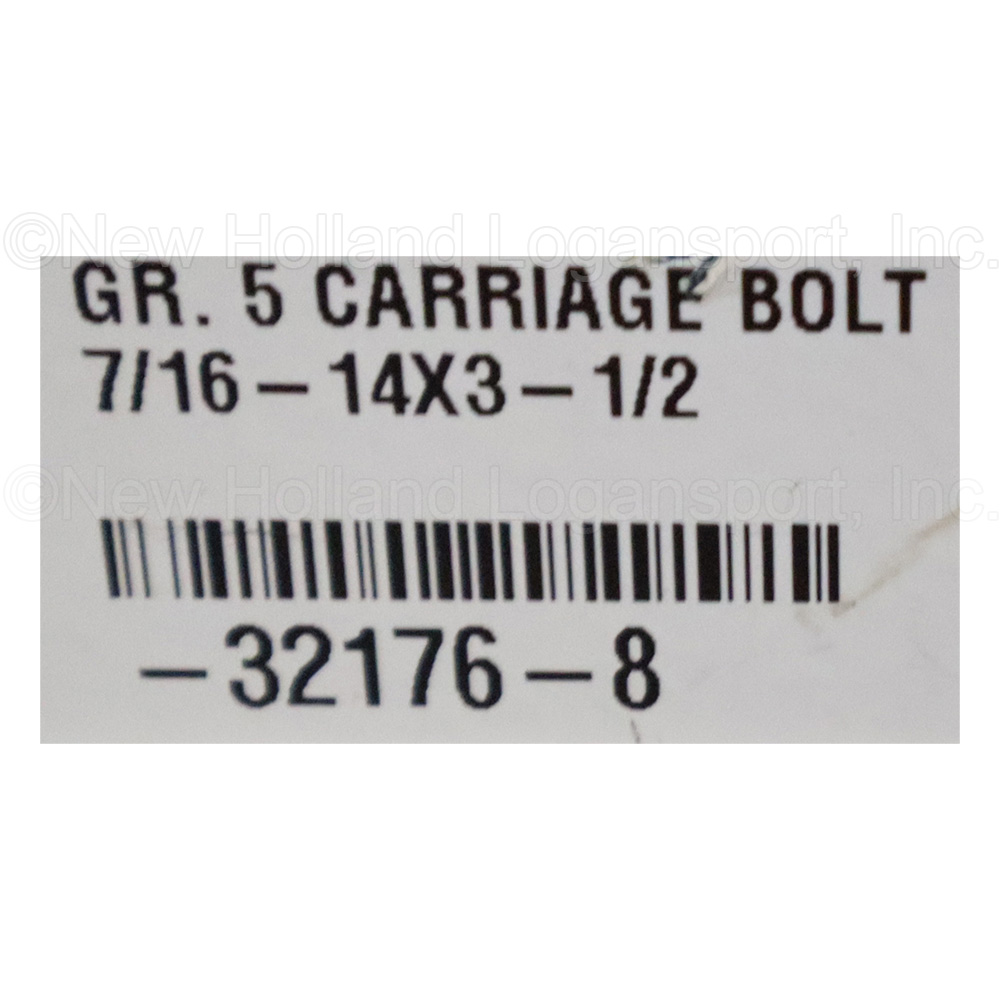 ©New Holland Logansport, Inc.
GR. 5 CARRIAGE BOLT
7/16-14X3-1/2
©New Holland Logansport, Inc.
-32176-8